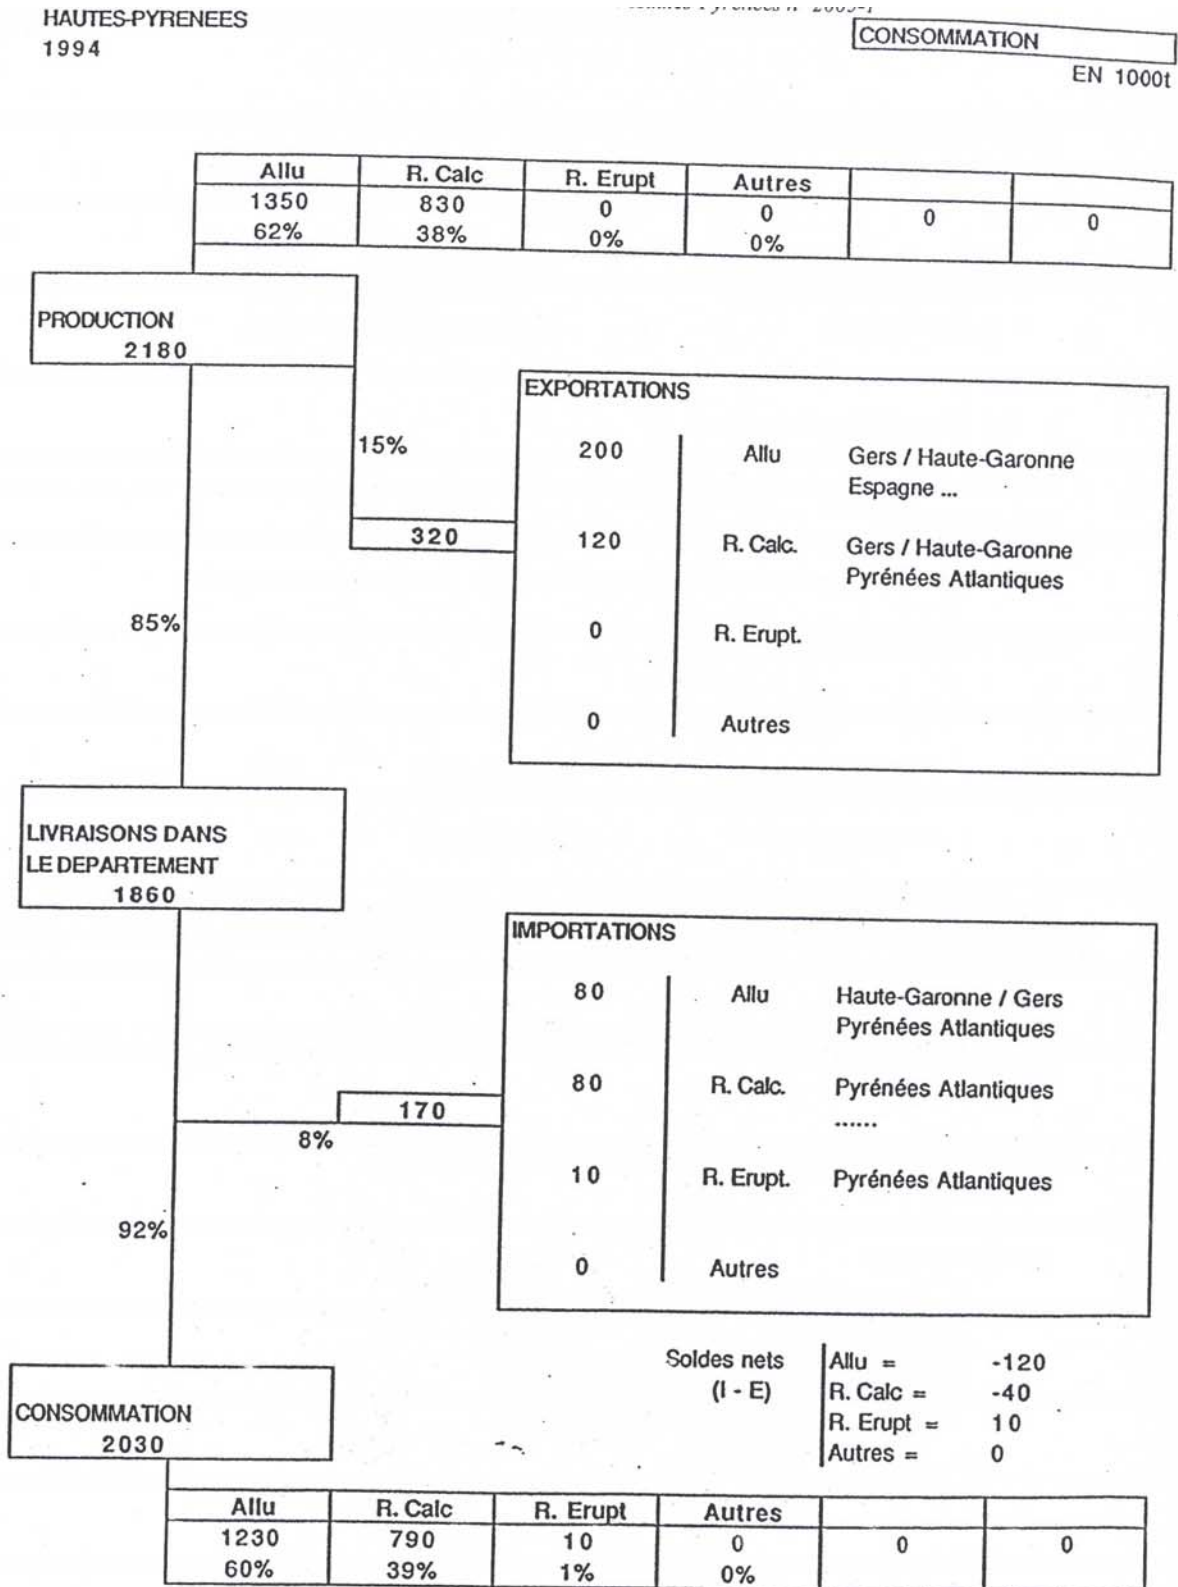 HAUTES-PYRENEES
1994
CONSOMMATION
EN 1000t
Allu R. Calc R. Erupt Autres
1350 830 0 0 0 0
62% 38% 0% 0%
PRODUCTION
2180
EXPORTATIONS
15%
200 Allu Gers / Haute-Garonne
Espagne ...
320
120 R. Calc. Gers / Haute-Garonne
Pyrénées Atlantiques
85%
0 R. Erupt.
0 Autres
LIVRAISONS DANS
LE DEPARTEMENT
1860
IMPORTATIONS
80 Allu Haute-Garonne / Gers
Pyrénées Atlantiques
80 R. Calc. Pyrénées Atlantiques
......
170
8%
10 R. Erupt. Pyrénées Atlantiques
92%
0 Autres
Soldes nets
(I - E)
Allu = -120
R. Calc = -40
R. Erupt = 10
Autres = 0
CONSOMMATION
2030
Allu R. Calc R. Erupt Autres
1230 790 10 0 0 0
60% 39% 1% 0%